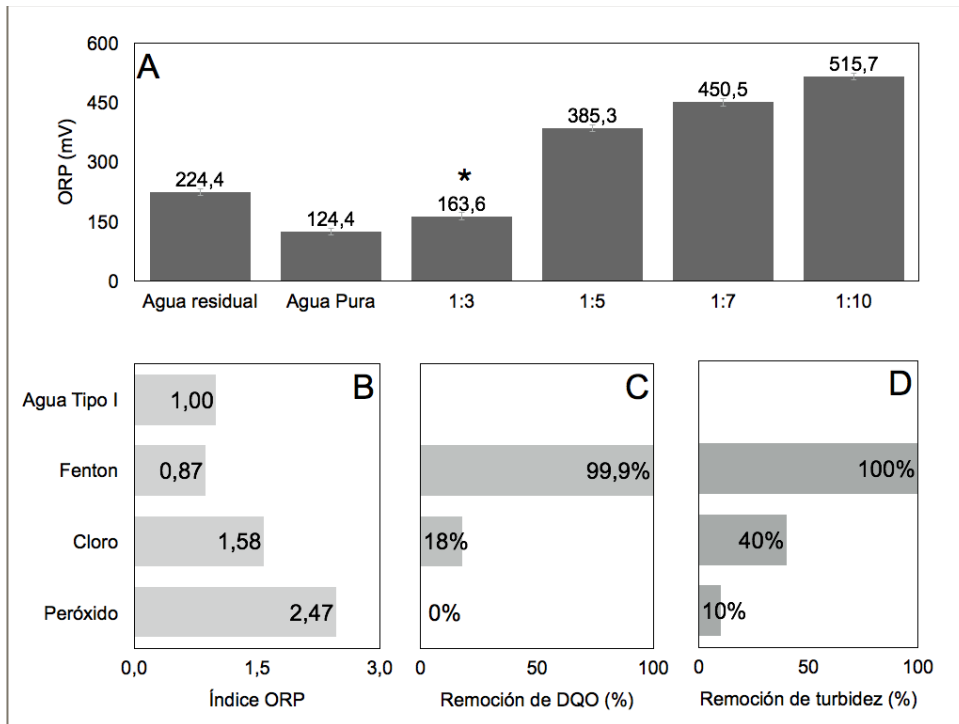 A
ORP (mV)
600
450
300
150
0
224,4
124,4
*
163,6
385,3
450,5
515,7
Agua residual
Agua Pura
1:3
1:5
1:7
1:10
B
Agua Tipo I
1,00
Fenton
0,87
Cloro
1,58
Peróxido
2,47
0,0
1,5
3,0
Índice ORP
C
99,9%
18%
0%
0
50
100
Remoción de DQO (%)
D
100%
40%
10%
0
50
100
Remoción de turbidez (%)